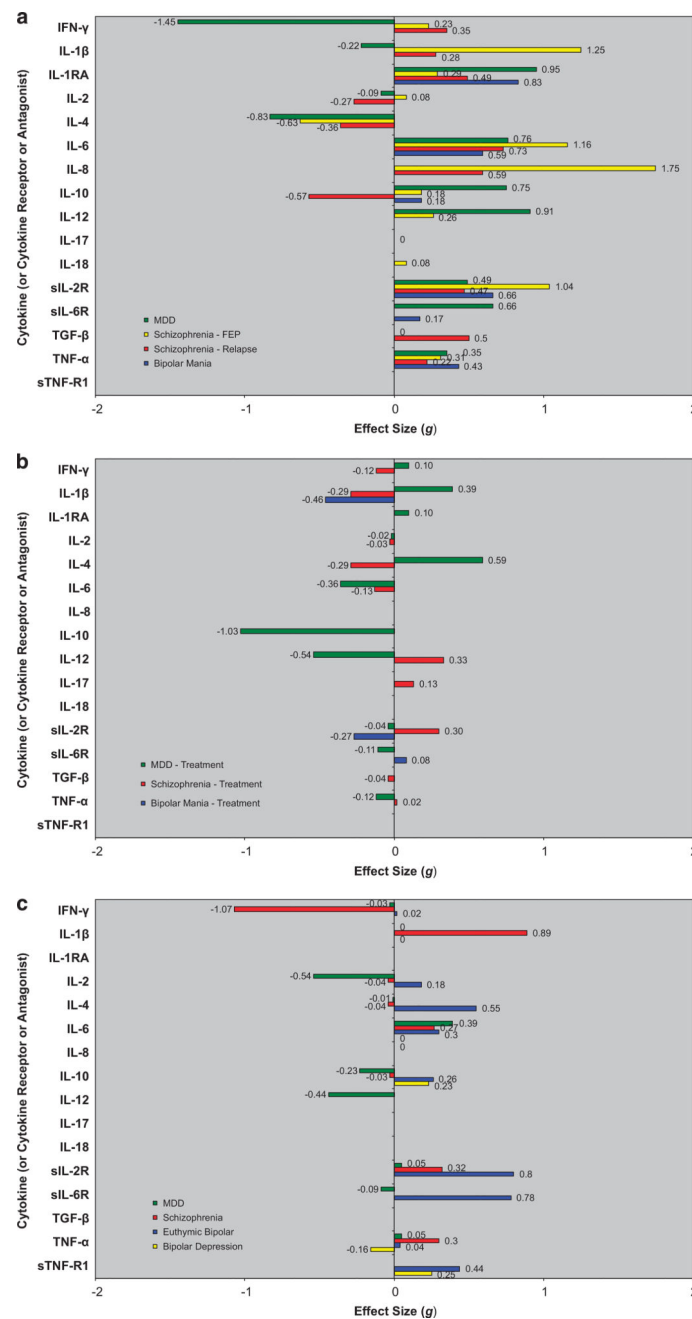 a
Cytokine (or Cytokine Receptor or Antagonist)
IFN-γ
-1.45
0.23
0.35
IL-1β
-0.22
1.25
0.28
IL-1RA
0.95
0.29
0.49
0.83
IL-2
-0.09
0.08
-0.27
IL-4
-0.83
-0.63
-0.36
IL-6
0.76
1.16
0.73
0.59
IL-8
1.75
0.59
IL-10
0.75
0.18
-0.57
0.18
IL-12
0.91
0.26
IL-17
0
IL-18
0.08
sIL-2R
0.49
1.04
0.47
0.66
sIL-6R
0.66
0.17
TGF-β
0
0.5
TNF-α
0.35
0.31
0.22
0.43
sTNF-R1
MDD
Schizophrenia - FEP
Schizophrenia - Relapse
Bipolar Mania
-2
-1
0
1
2
Effect Size (g)
b
Cytokine (or Cytokine Receptor or Antagonist)
IFN-γ
0.10
-0.12
IL-1β
0.39
-0.29
-0.46
IL-1RA
0.10
IL-2
-0.02
-0.03
IL-4
0.59
-0.29
IL-6
-0.36
-0.13
IL-8
IL-10
-1.03
IL-12
-0.54
0.33
IL-17
0.13
IL-18
sIL-2R
-0.04
0.30
-0.27
sIL-6R
-0.11
0.08
TGF-β
-0.04
TNF-α
-0.12
0.02
sTNF-R1
MDD - Treatment
Schizophrenia - Treatment
Bipolar Mania - Treatment
-2
-1
0
1
2
Effect Size (g)
c
Cytokine (or Cytokine Receptor or Antagonist)
IFN-γ
-0.03
-1.07
0.02
IL-1β
0
0.89
0
IL-1RA
IL-2
-0.54
-0.04
0.18
IL-4
-0.01
-0.04
0.55
IL-6
0.39
0.27
0.3
0
IL-8
0
IL-10
-0.23
-0.03
0.26
0.23
IL-12
-0.44
IL-17
IL-18
sIL-2R
0.05
0.32
0.8
sIL-6R
-0.09
0.78
TGF-β
TNF-α
0.05
0.3
0.04
-0.16
sTNF-R1
0.44
0.25
MDD
Schizophrenia
Euthymic Bipolar
Bipolar Depression
-2
-1
0
1
2
Effect Size (g)